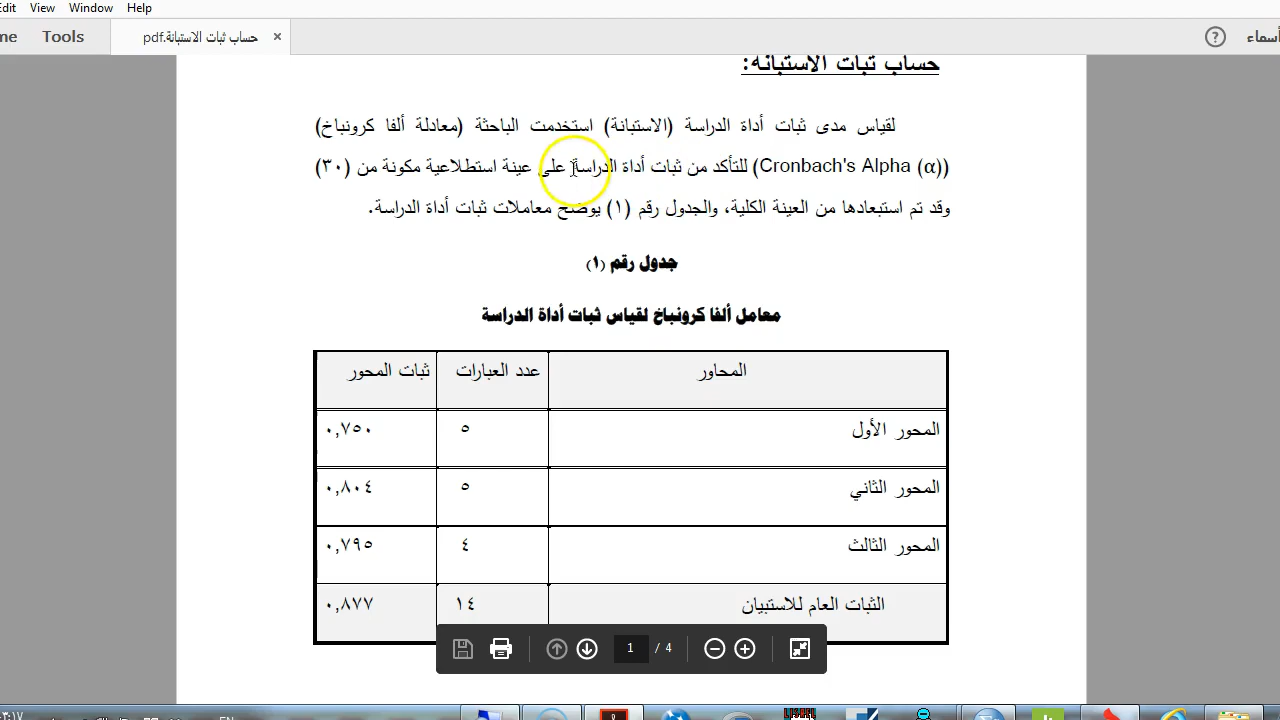 Edit View Window Help
me Tools حساب ثبات الاستبانة.pdf × ? أسماء
حساب ثبات الاستبانة:
لقياس مدى ثبات أداة الدراسة (الاستبانة) استخدمت الباحثة (معادلة ألفا كرونباخ)
(Cronbach's Alpha (α)) للتأكد من ثبات أداة الدراسة على عينة استطلاعية مكونة من (٣٠)
وقد تم استبعادها من العينة الكلية، والجدول رقم (١) يوضح معاملات ثبات أداة الدراسة.
جدول رقم (١)
معامل ألفا كرونباخ لقياس ثبات أداة الدراسة
المحاور عدد العبارات ثبات المحور
المحور الأول ٥ ٠,٧٥٠
المحور الثاني ٥ ٠,٨٠٤
المحور الثالث ٤ ٠,٧٩٥
الثبات العام للاستبيان ١٤ ٠,٨٧٧
1 / 4
EN